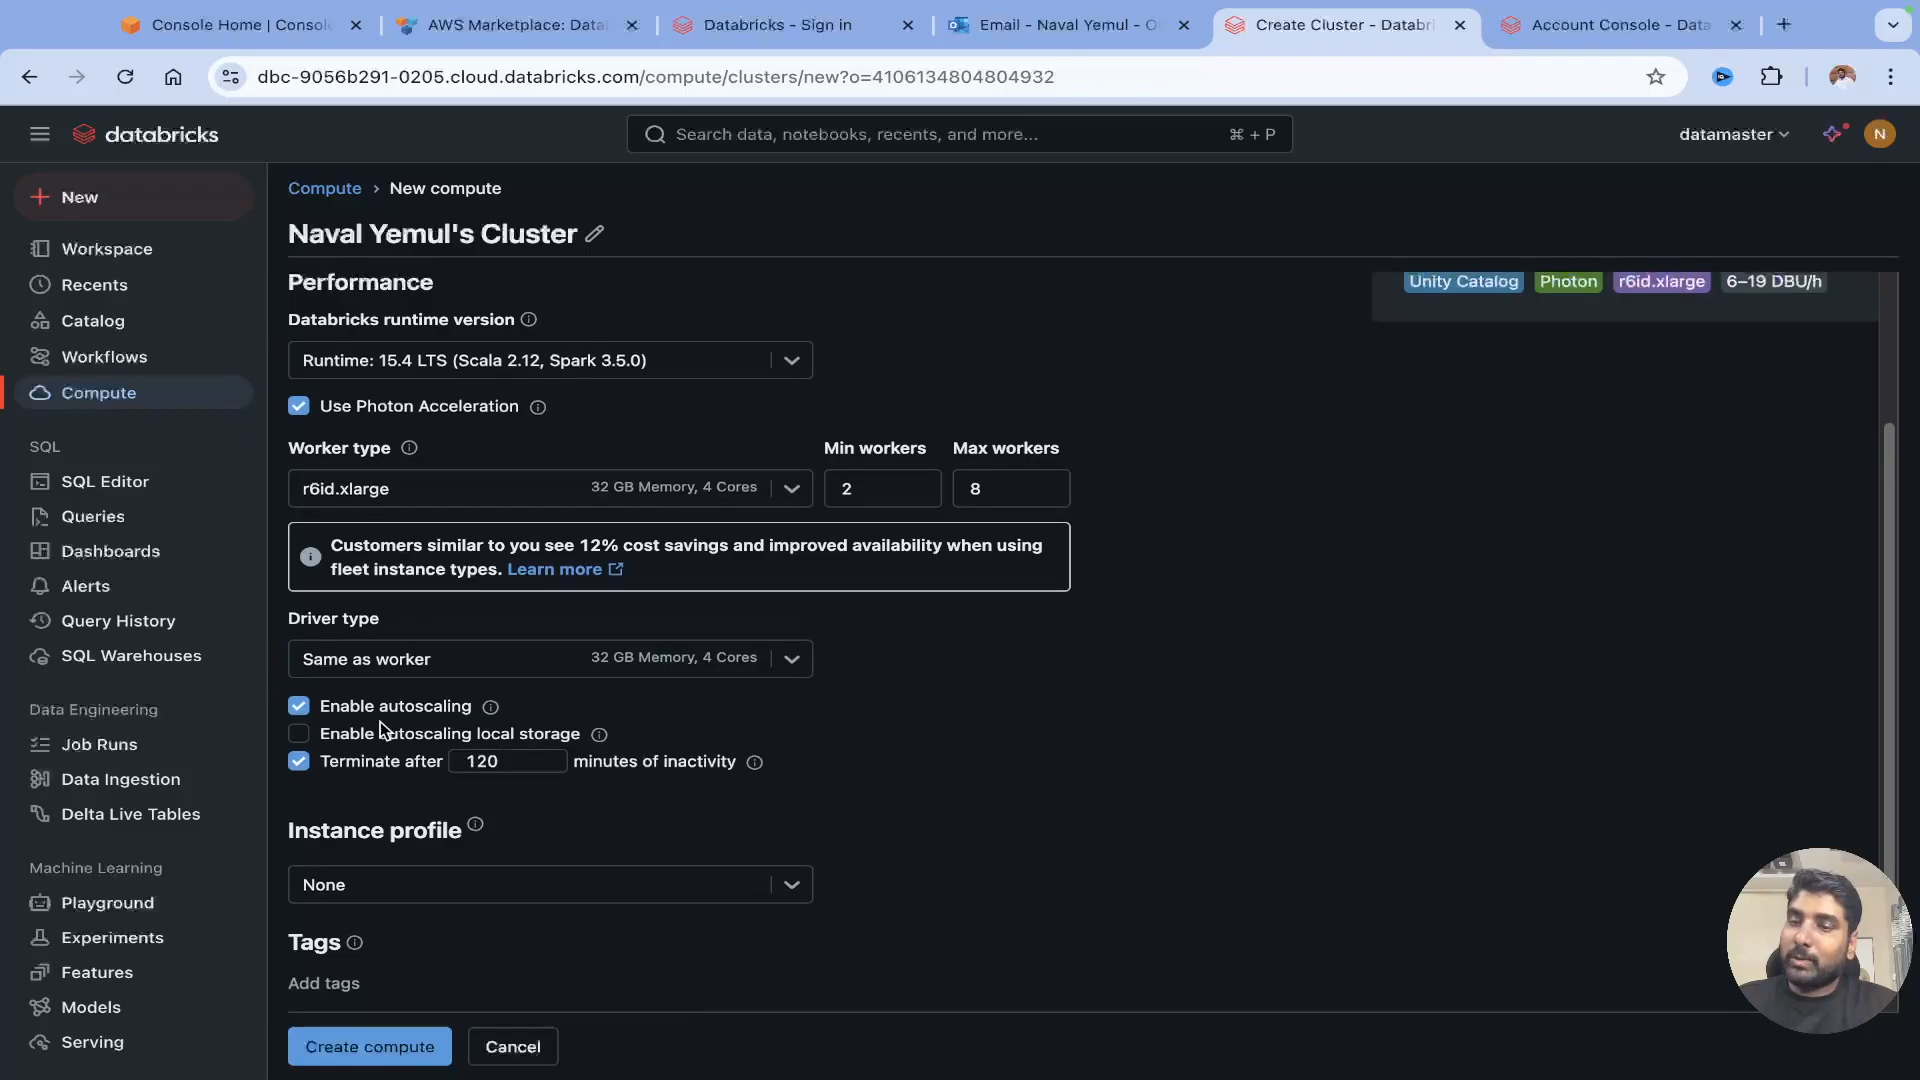 Console Home | Consol
AWS Marketplace: Data
Databricks - Sign in
Email - Naval Yemul - O
Create Cluster - Databri
Account Console - Data
dbc-9056b291-0205.cloud.databricks.com/compute/clusters/new?o=4106134804804932
databricks
Search data, notebooks, recents, and more...
⌘ + P
datamaster
N
New
Workspace
Recents
Catalog
Workflows
Compute
SQL
SQL Editor
Queries
Dashboards
Alerts
Query History
SQL Warehouses
Data Engineering
Job Runs
Data Ingestion
Delta Live Tables
Machine Learning
Playground
Experiments
Features
Models
Serving
Compute › New compute
Naval Yemul's Cluster
Performance
Unity Catalog Photon r6id.xlarge 6–19 DBU/h
Databricks runtime version
Runtime: 15.4 LTS (Scala 2.12, Spark 3.5.0)
Use Photon Acceleration
Worker type Min workers Max workers
r6id.xlarge 32 GB Memory, 4 Cores 2 8
Customers similar to you see 12% cost savings and improved availability when using
fleet instance types. Learn more
Driver type
Same as worker 32 GB Memory, 4 Cores
Enable autoscaling
Enable autoscaling local storage
Terminate after 120 minutes of inactivity
Instance profile
None
Tags
Add tags
Create compute Cancel